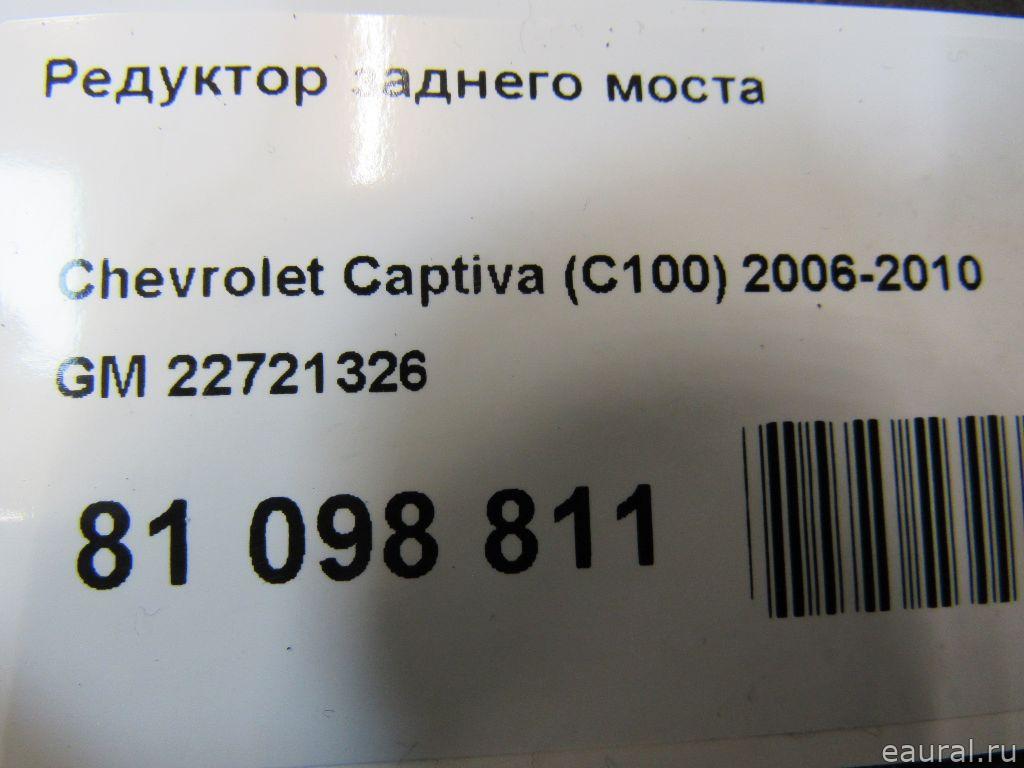 Редуктор заднего моста
Chevrolet Captiva (C100) 2006-2010
GM 22721326
81 098 811
eaural.ru